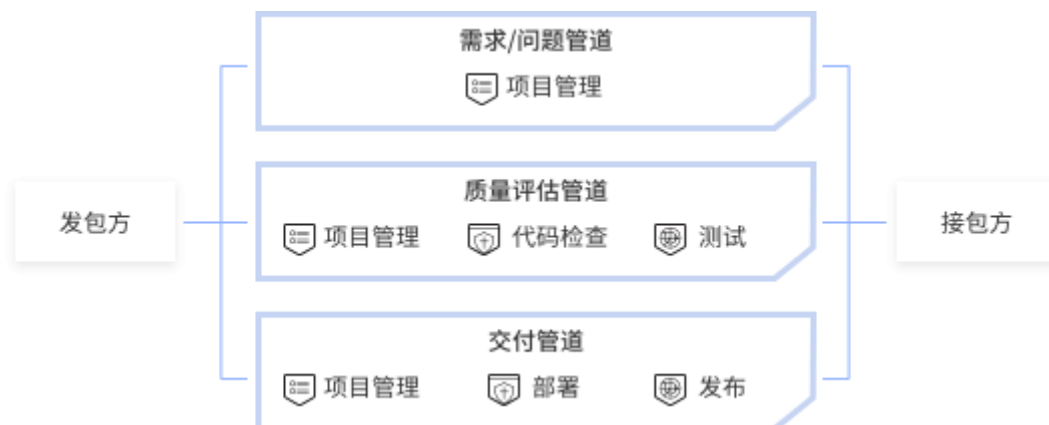 需求/问题管道
项目管理
质量评估管道
发包方
项目管理 代码检查 测试
接包方
交付管道
项目管理 部署 发布